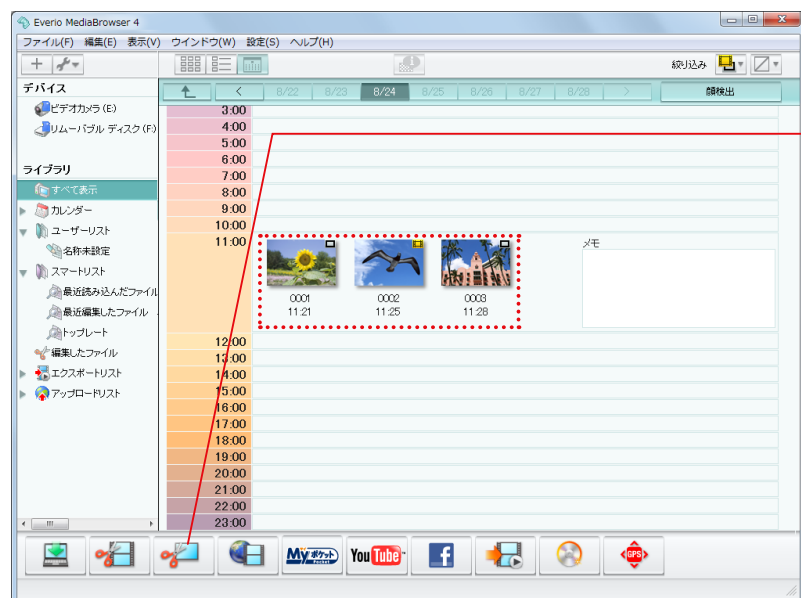 Everio MediaBrowser 4
ファイル(F) 編集(E) 表示(V) ウインドウ(W) 設定(S) ヘルプ(H)
絞り込み
デバイス
8/22 8/23 8/24 8/25 8/26 8/27 8/28 顔検出
ビデオカメラ (E:)
リムーバブル ディスク (F:)
ライブラリ
すべて表示
カレンダー
ユーザーリスト
名称未設定
スマートリスト
最近読み込んだファイル
最近編集したファイル
トップレート
編集したファイル
エクスポートリスト
アップロードリスト
3:00
4:00
5:00
6:00
7:00
8:00
9:00
10:00
11:00
メモ
0001 0002 0003
11:21 11:25 11:28
12:00
13:00
14:00
15:00
16:00
17:00
18:00
19:00
20:00
21:00
22:00
23:00
Myポケット Pocket YouTube f GPS